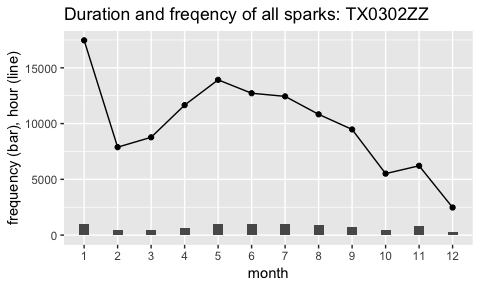 Duration and freqency of all sparks: TX0302ZZ
frequency (bar), hour (line)
15000
10000
5000
0
1 2 3 4 5 6 7 8 9 10 11 12
month